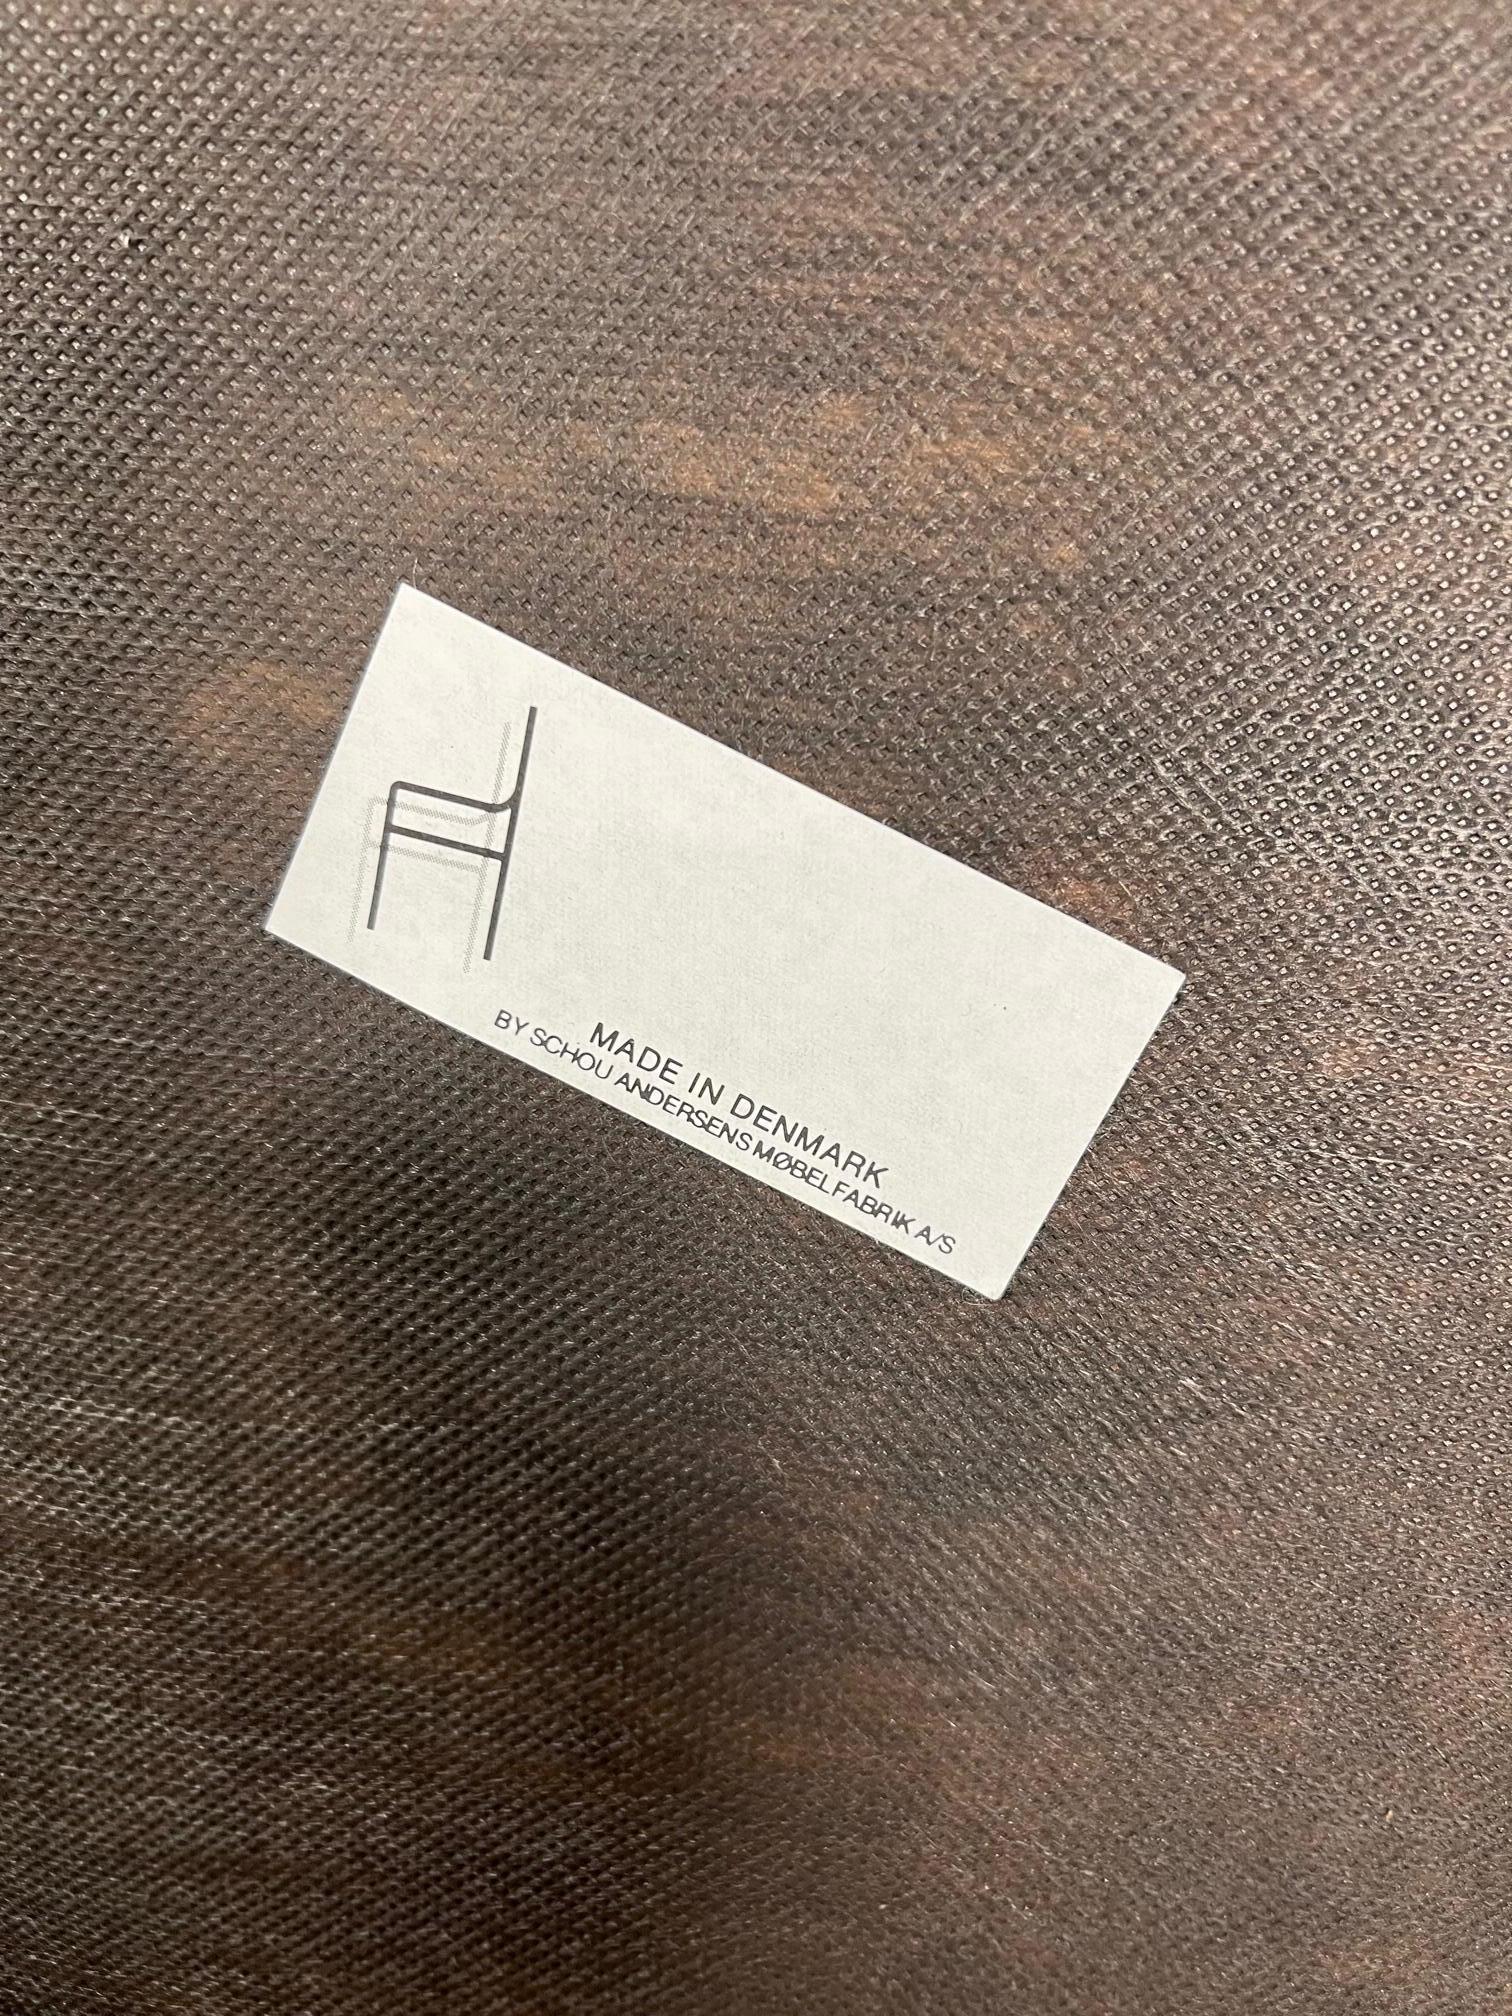 MADE IN DENMARK
BY SCHOU ANDERSENS MØBELFABRIK A/S